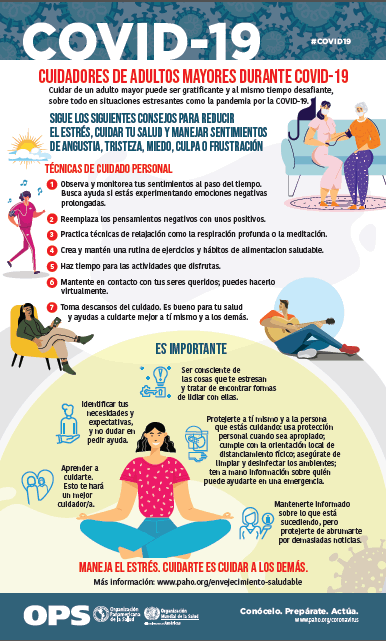 COVID-19
#COVID19
CUIDADORES DE ADULTOS MAYORES DURANTE COVID-19
Cuidar de un adulto mayor puede ser gratificante y al mismo tiempo desafiante,
sobre todo en situaciones estresantes como la pandemia por la COVID-19.
SIGUE LOS SIGUIENTES CONSEJOS PARA REDUCIR
EL ESTRÉS, CUIDAR TU SALUD Y MANEJAR SENTIMIENTOS
DE ANGUSTIA, TRISTEZA, MIEDO, CULPA O FRUSTRACIÓN
TÉCNICAS DE CUIDADO PERSONAL
1 Observa y monitorea tus sentimientos al paso del tiempo.
Busca ayuda si estás experimentando emociones negativas
prolongadas.
2 Reemplaza los pensamientos negativos con unos positivos.
3 Practica técnicas de relajación como la respiración profunda o la meditación.
4 Crea y mantén una rutina de ejercicios y hábitos de alimentacion saludable.
5 Haz tiempo para las actividades que disfrutas.
6 Mantente en contacto con tus seres queridos; puedes hacerlo
virtualmente.
7 Toma descansos del cuidado. Es bueno para tu salud
y ayudas a cuidarte mejor a tí mismo y a los demás.
ES IMPORTANTE
Ser consciente de
las cosas que te estresan
y tratar de encontrar formas
de lidiar con ellas.
Identificar tus
necesidades y
expectativas,
y no dudar en
pedir ayuda.
Protejerte a tí mismo y a la persona
que estás cuidando: usa protección
personal cuando sea apropiado;
cumple con la orientación local de
distanciamiento físico; asegúrate de
limpiar y desinfectar los ambientes;
ten a mano información sobre quién
puede ayudarte en una emergencia.
Aprender a
cuidarte.
Esto te hará
un mejor
cuidador/a.
Mantenerte informado
sobre lo que está
sucediendo, pero
protejerte de abrumarte
por demasiadas noticias.
MANEJA EL ESTRÉS. CUIDARTE ES CUIDAR A LOS DEMÁS.
Más información: www.paho.org/envejecimiento-saludable
OPS
Organización
Panamericana
de la Salud
Organización
Mundial de la Salud
Conócelo. Prepárate. Actúa.
www.paho.org/coronavirus